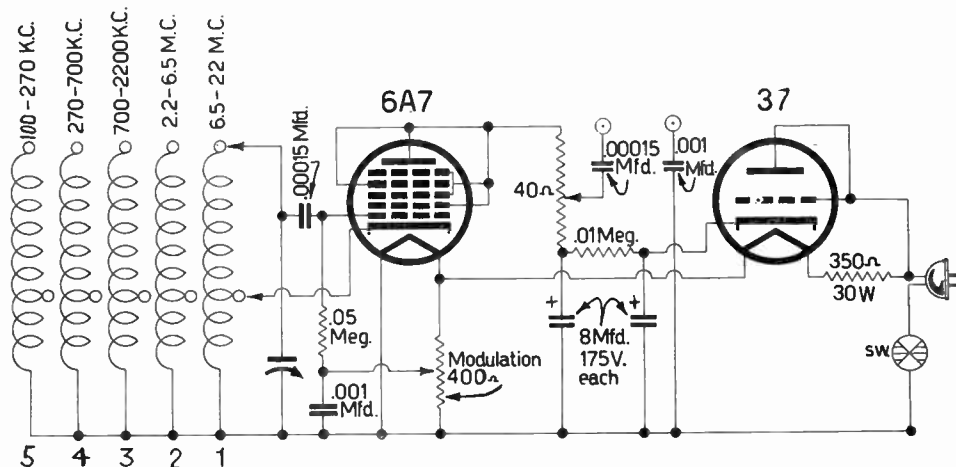 100-270 K.C.
270-700K.C.
700-2200K.C.
2.2-6.5 M.C.
6.5-22 M.C.
.00015 Mfd.
6A7
40Ω
.00015
Mfd.
.001
Mfd.
37
.01Meg.
350Ω
30W
.05
Meg.
+
+
8Mfd.
175V.
each
Modulation
400Ω
SW.
.001
Mfd.
5
4
3
2
1